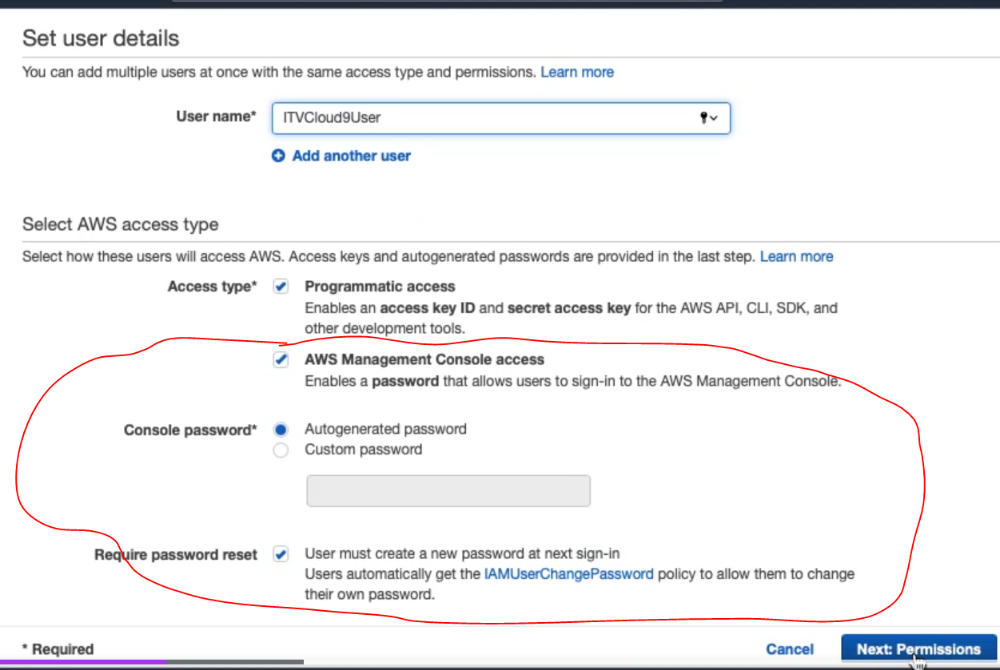 Set user details
You can add multiple users at once with the same access type and permissions. Learn more
User name* ITVCloud9User
Add another user
Select AWS access type
Select how these users will access AWS. Access keys and autogenerated passwords are provided in the last step. Learn more
Access type* Programmatic access
Enables an access key ID and secret access key for the AWS API, CLI, SDK, and
other development tools.
AWS Management Console access
Enables a password that allows users to sign-in to the AWS Management Console.
Console password* Autogenerated password
Custom password
Require password reset User must create a new password at next sign-in
Users automatically get the IAMUserChangePassword policy to allow them to change
their own password.
* Required Cancel Next: Permissions